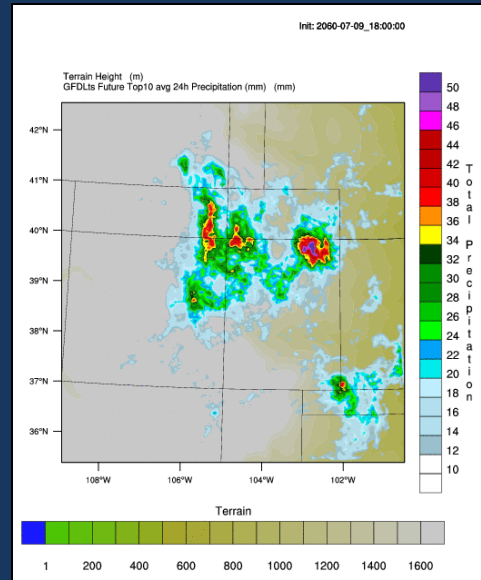 Init: 2060-07-09_18:00:00
Terrain Height (m)
GFDLts Future Top10 avg 24h Precipitation (mm) (mm)
42°N
41°N
40°N
39°N
38°N
37°N
36°N
108°W 106°W 104°W 102°W
50
48
46
44
42
40
38
36
34
32
30
28
26
24
22
20
18
16
14
12
10
Total Precipitation
Terrain
1 200 400 600 800 1000 1200 1400 1600